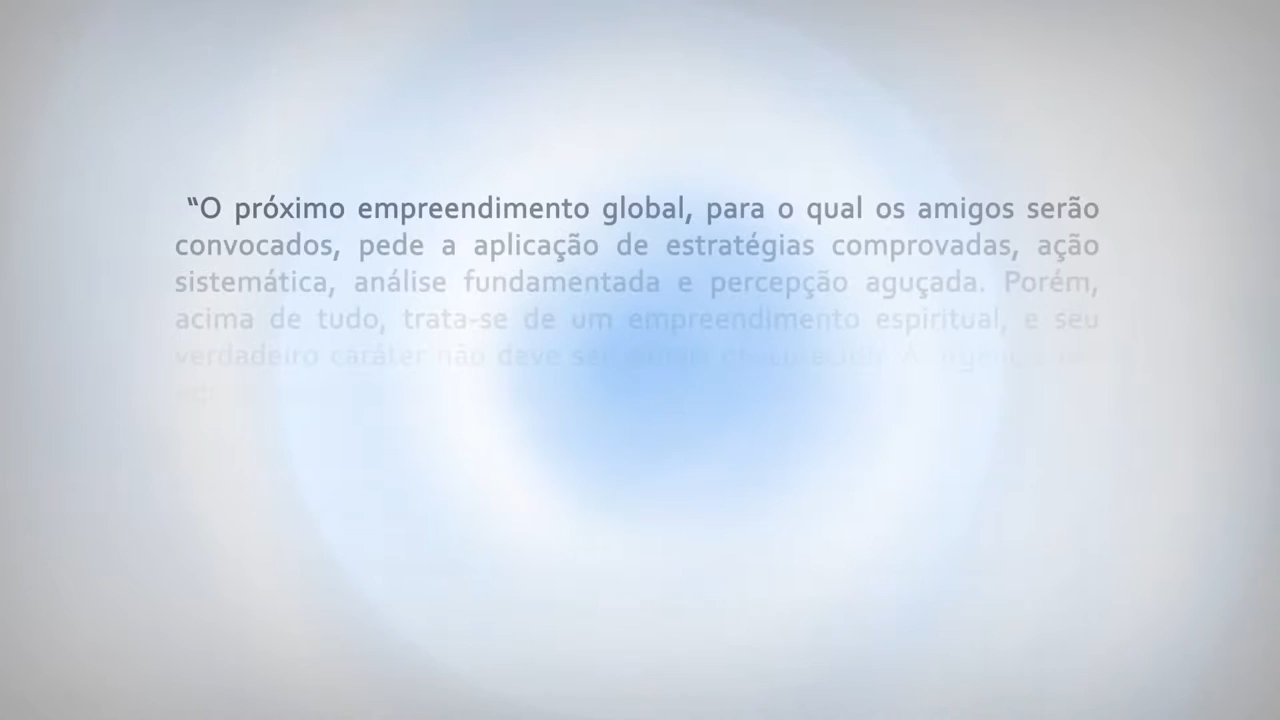 “O próximo empreendimento global, para o qual os amigos serão
convocados, pede a aplicação de estratégias comprovadas, ação
sistemática, análise fundamentada e percepção aguçada. Porém,
acima de tudo, trata-se de um empreendimento espiritual, e seu
verdadeiro caráter não deve ser